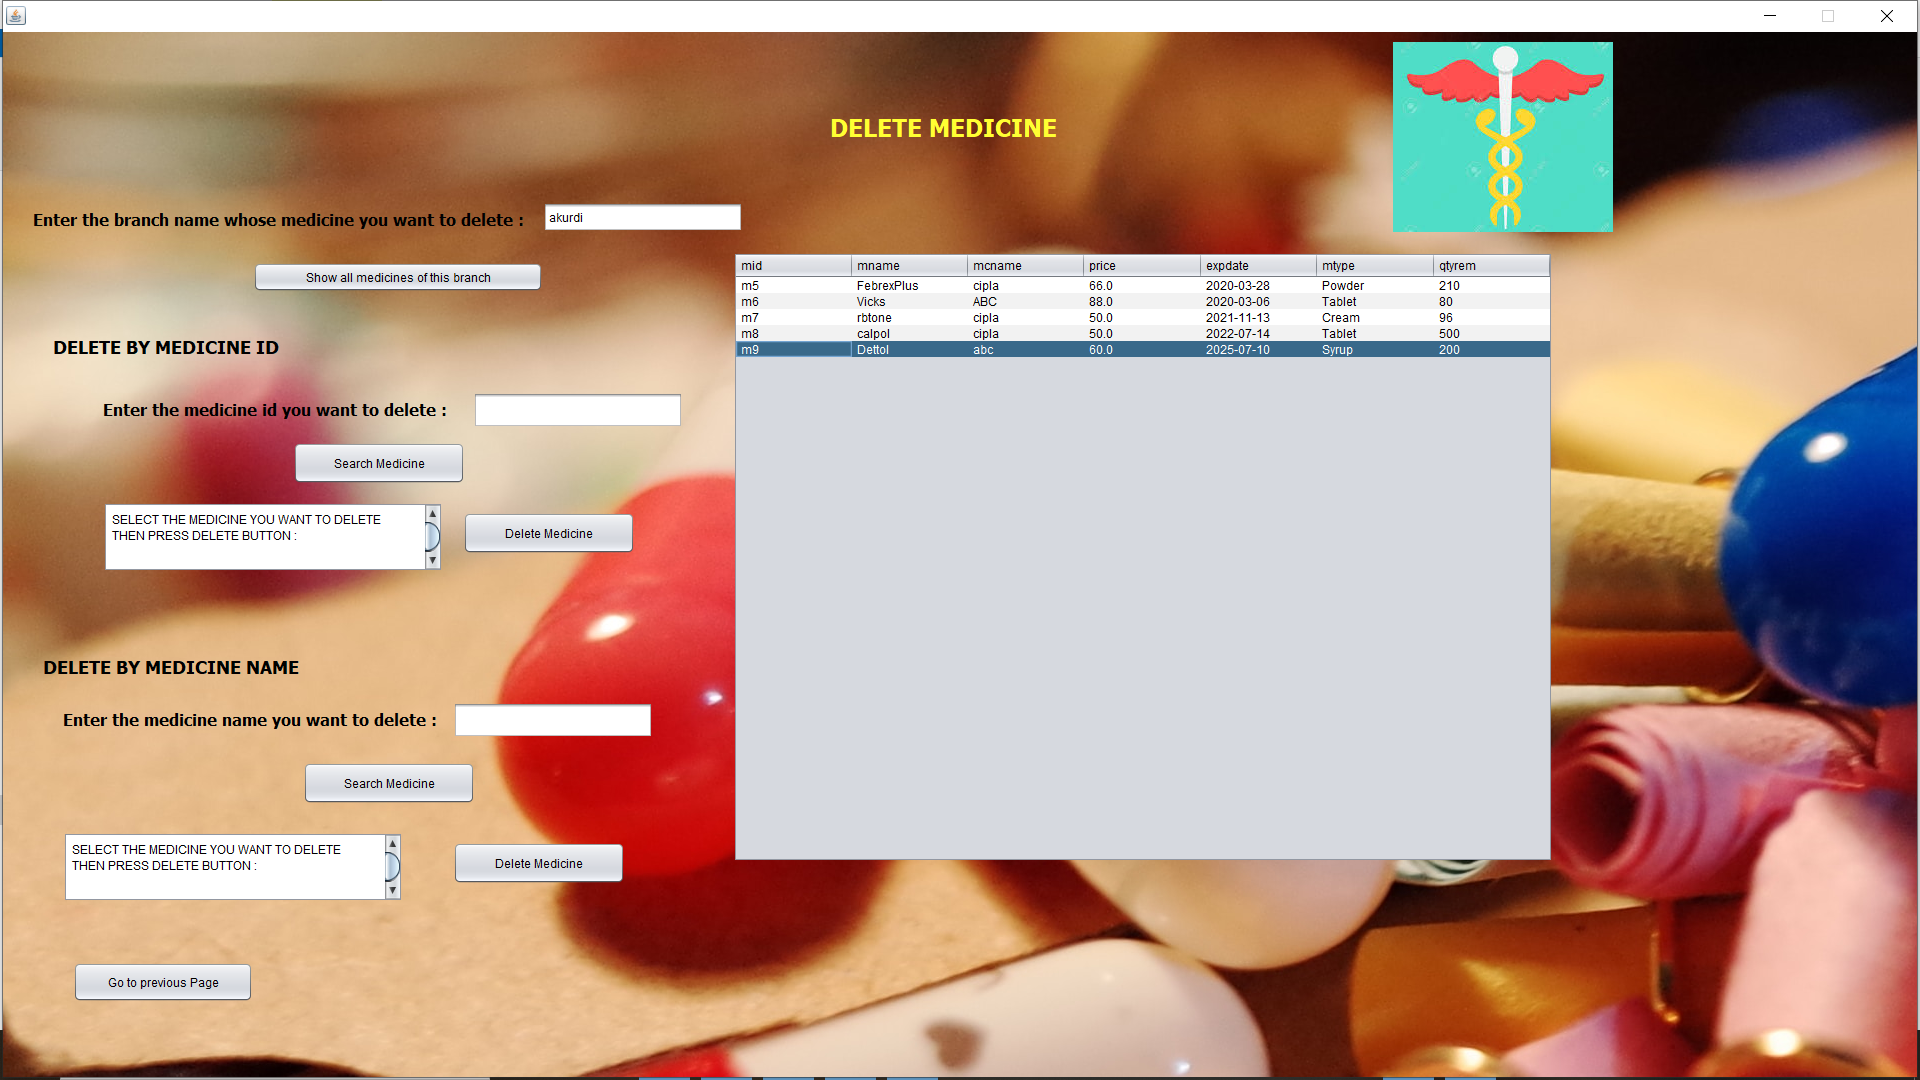 DELETE MEDICINE
Enter the branch name whose medicine you want to delete : akurdi
Show all medicines of this branch
mid mname mcname price expdate mtype qtyrem
m5 FebrexPlus cipla 66.0 2020-03-28 Powder 210
m6 Vicks ABC 88.0 2020-03-06 Tablet 80
m7 rbtone cipla 50.0 2021-11-13 Cream 96
m8 calpol cipla 50.0 2022-07-14 Tablet 500
m9 Dettol abc 60.0 2025-07-10 Syrup 200
DELETE BY MEDICINE ID
Enter the medicine id you want to delete :
Search Medicine
SELECT THE MEDICINE YOU WANT TO DELETE
THEN PRESS DELETE BUTTON :
Delete Medicine
DELETE BY MEDICINE NAME
Enter the medicine name you want to delete :
Search Medicine
SELECT THE MEDICINE YOU WANT TO DELETE
THEN PRESS DELETE BUTTON :
Delete Medicine
Go to previous Page